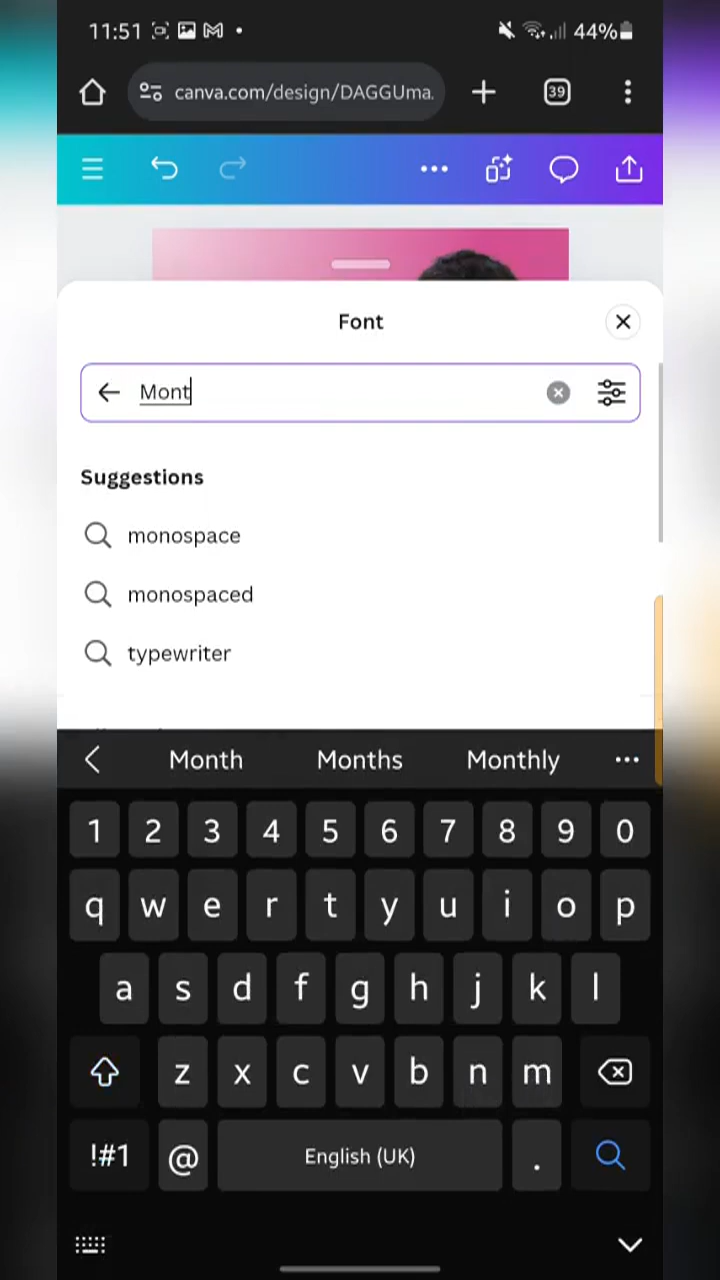 11:51
44%
canva.com/design/DAGGUma.
39
Font
Mont
Suggestions
monospace
monospaced
typewriter
Month Months Monthly
1 2 3 4 5 6 7 8 9 0
q w e r t y u i o p
a s d f g h j k l
z x c v b n m
!#1 @ English (UK) .